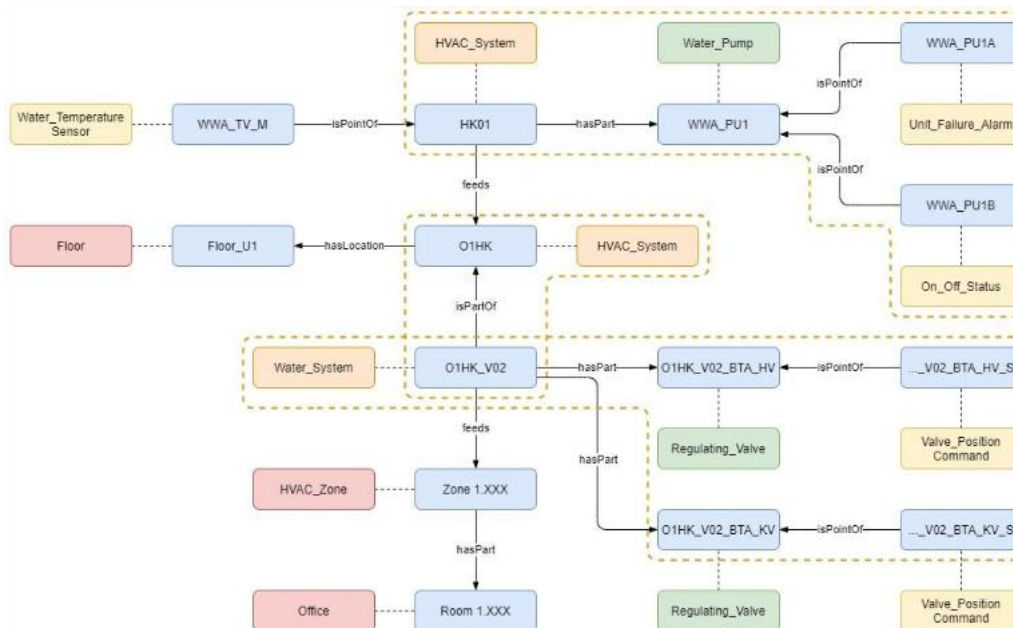 HVAC_System
Water_Pump
WWA_PU1A
isPointOf
Water_Temperature
Sensor
WWA_TV_M
isPointOf
HK01
hasPart
WWA_PU1
Unit_Failure_Alarm
isPointOf
feeds
WWA_PU1B
Floor
Floor_U1
hasLocation
O1HK
HVAC_System
On_Off_Status
isPartOf
Water_System
O1HK_V02
hasPart
O1HK_V02_BTA_HV
isPointOf
..._V02_BTA_HV_S
feeds
hasPart
Regulating_Valve
Valve_Position
Command
HVAC_Zone
Zone 1.XXX
O1HK_V02_BTA_KV
isPointOf
..._V02_BTA_KV_S
hasPart
Office
Room 1.XXX
Regulating_Valve
Valve_Position
Command